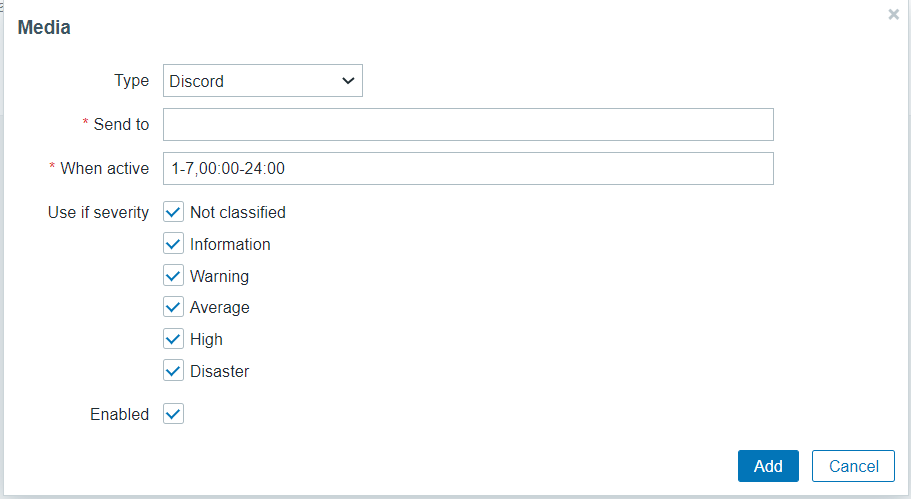 Media
Type Discord
* Send to
* When active 1-7,00:00-24:00
Use if severity Not classified
Information
Warning
Average
High
Disaster
Enabled
Add Cancel